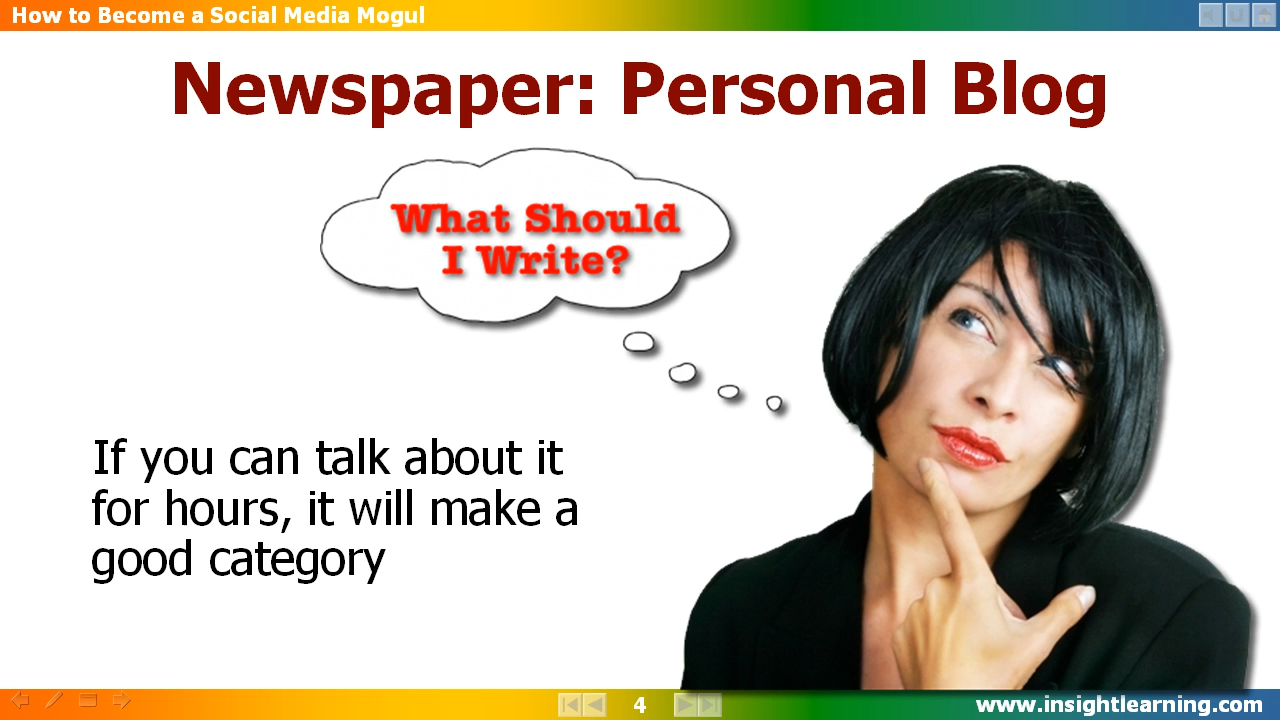 How to Become a Social Media Mogul
Newspaper: Personal Blog
What Should
I Write?
If you can talk about it
for hours, it will make a
good category
4
www.insightlearning.com